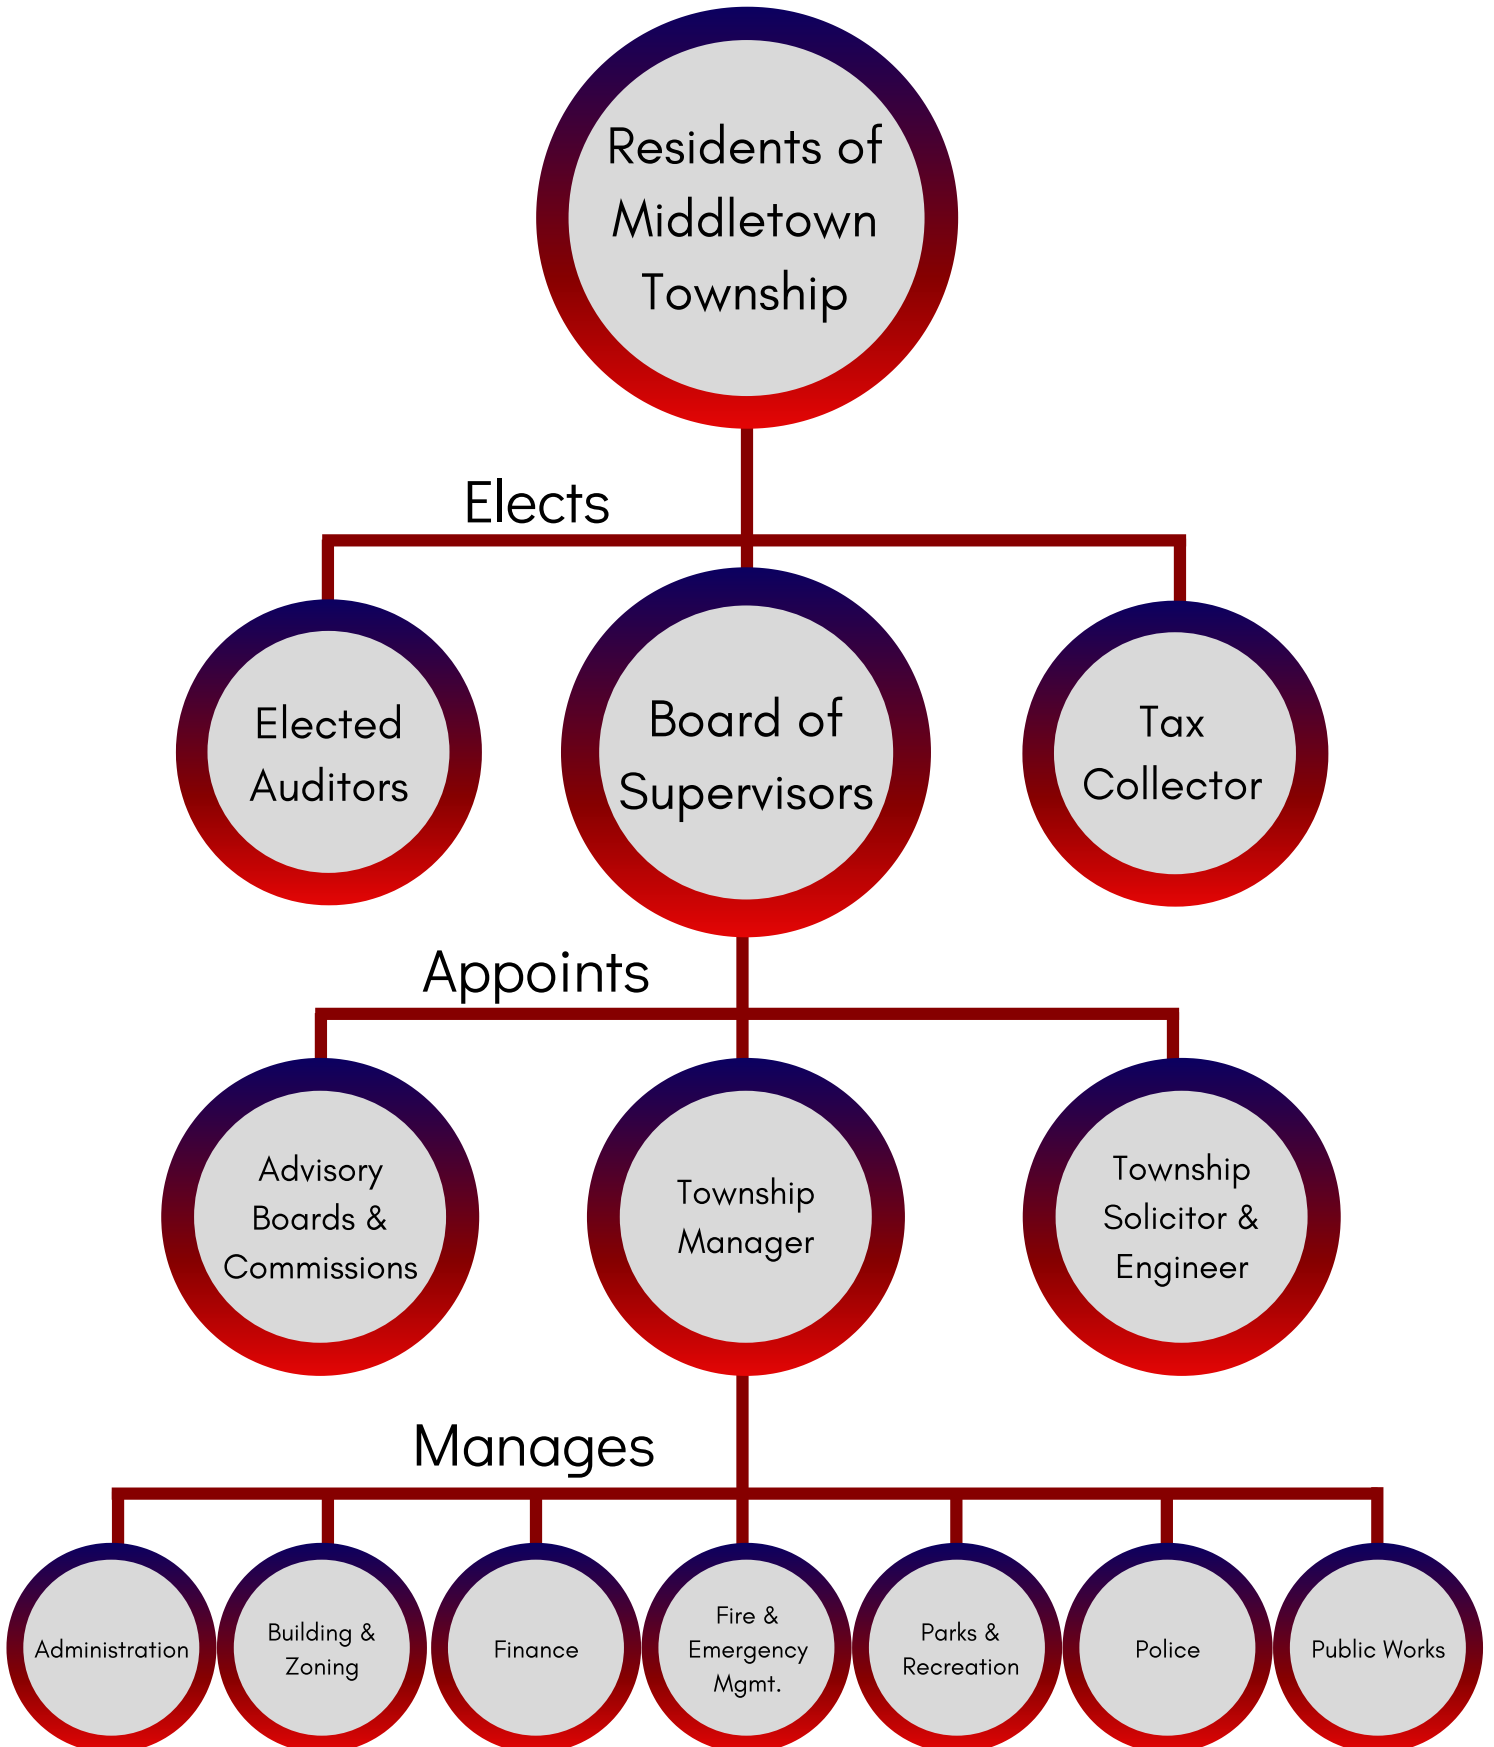 Residents of
Middletown
Township
Elects
Elected
Auditors
Board of
Supervisors
Tax
Collector
Appoints
Advisory
Boards &
Commissions
Township
Manager
Township
Solicitor &
Engineer
Manages
Administration
Building &
Zoning
Finance
Fire &
Emergency
Mgmt.
Parks &
Recreation
Police
Public Works